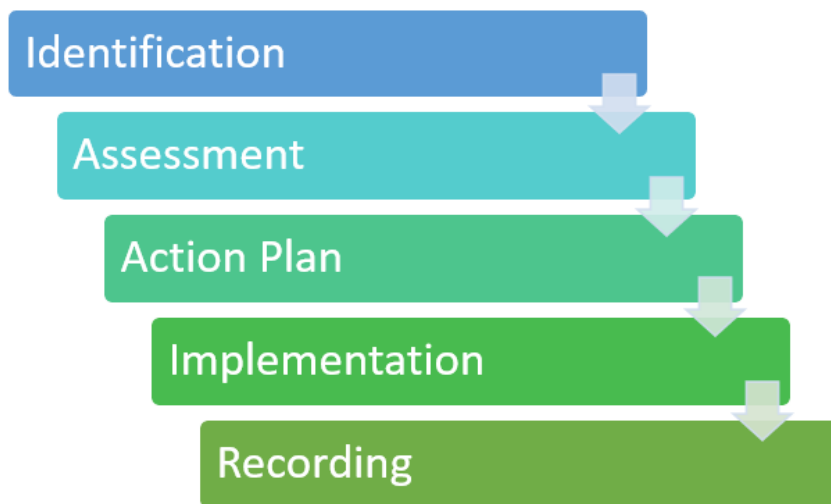 Identification
Assessment
Action Plan
Implementation
Recording